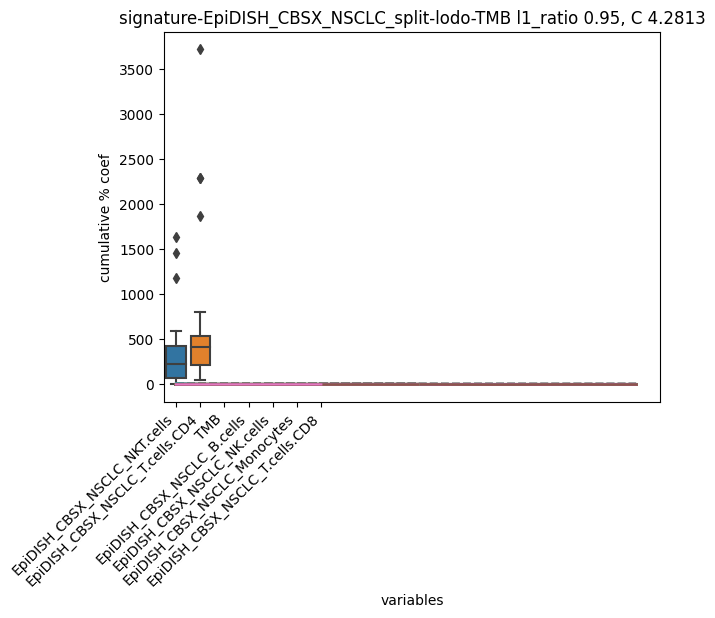 signature-EpiDISH_CBSX_NSCLC_split-lodo-TMB l1_ratio 0.95, C 4.2813
3500
3000
2500
2000
1500
1000
500
0
cumulative % coef
EpiDISH_CBSX_NSCLC_NKT.cells
EpiDISH_CBSX_NSCLC_T.cells.CD4
TMB
EpiDISH_CBSX_NSCLC_B.cells
EpiDISH_CBSX_NSCLC_NK.cells
EpiDISH_CBSX_NSCLC_Monocytes
EpiDISH_CBSX_NSCLC_T.cells.CD8
variables